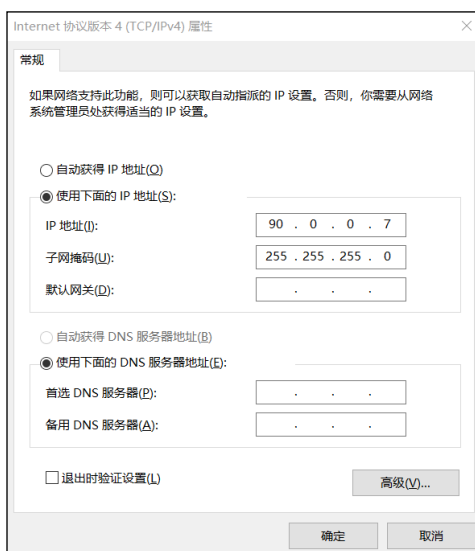 Internet 协议版本 4 (TCP/IPv4) 属性
常规
如果网络支持此功能，则可以获取自动指派的 IP 设置。否则，你需要从网络
系统管理员处获得适当的 IP 设置。
自动获得 IP 地址(O)
使用下面的 IP 地址(S):
IP 地址(I): 90 . 0 . 0 . 7
子网掩码(U): 255 . 255 . 255 . 0
默认网关(D): . . .
自动获得 DNS 服务器地址(B)
使用下面的 DNS 服务器地址(E):
首选 DNS 服务器(P): . . .
备用 DNS 服务器(A): . . .
退出时验证设置(L)
高级(V)...
确定 取消